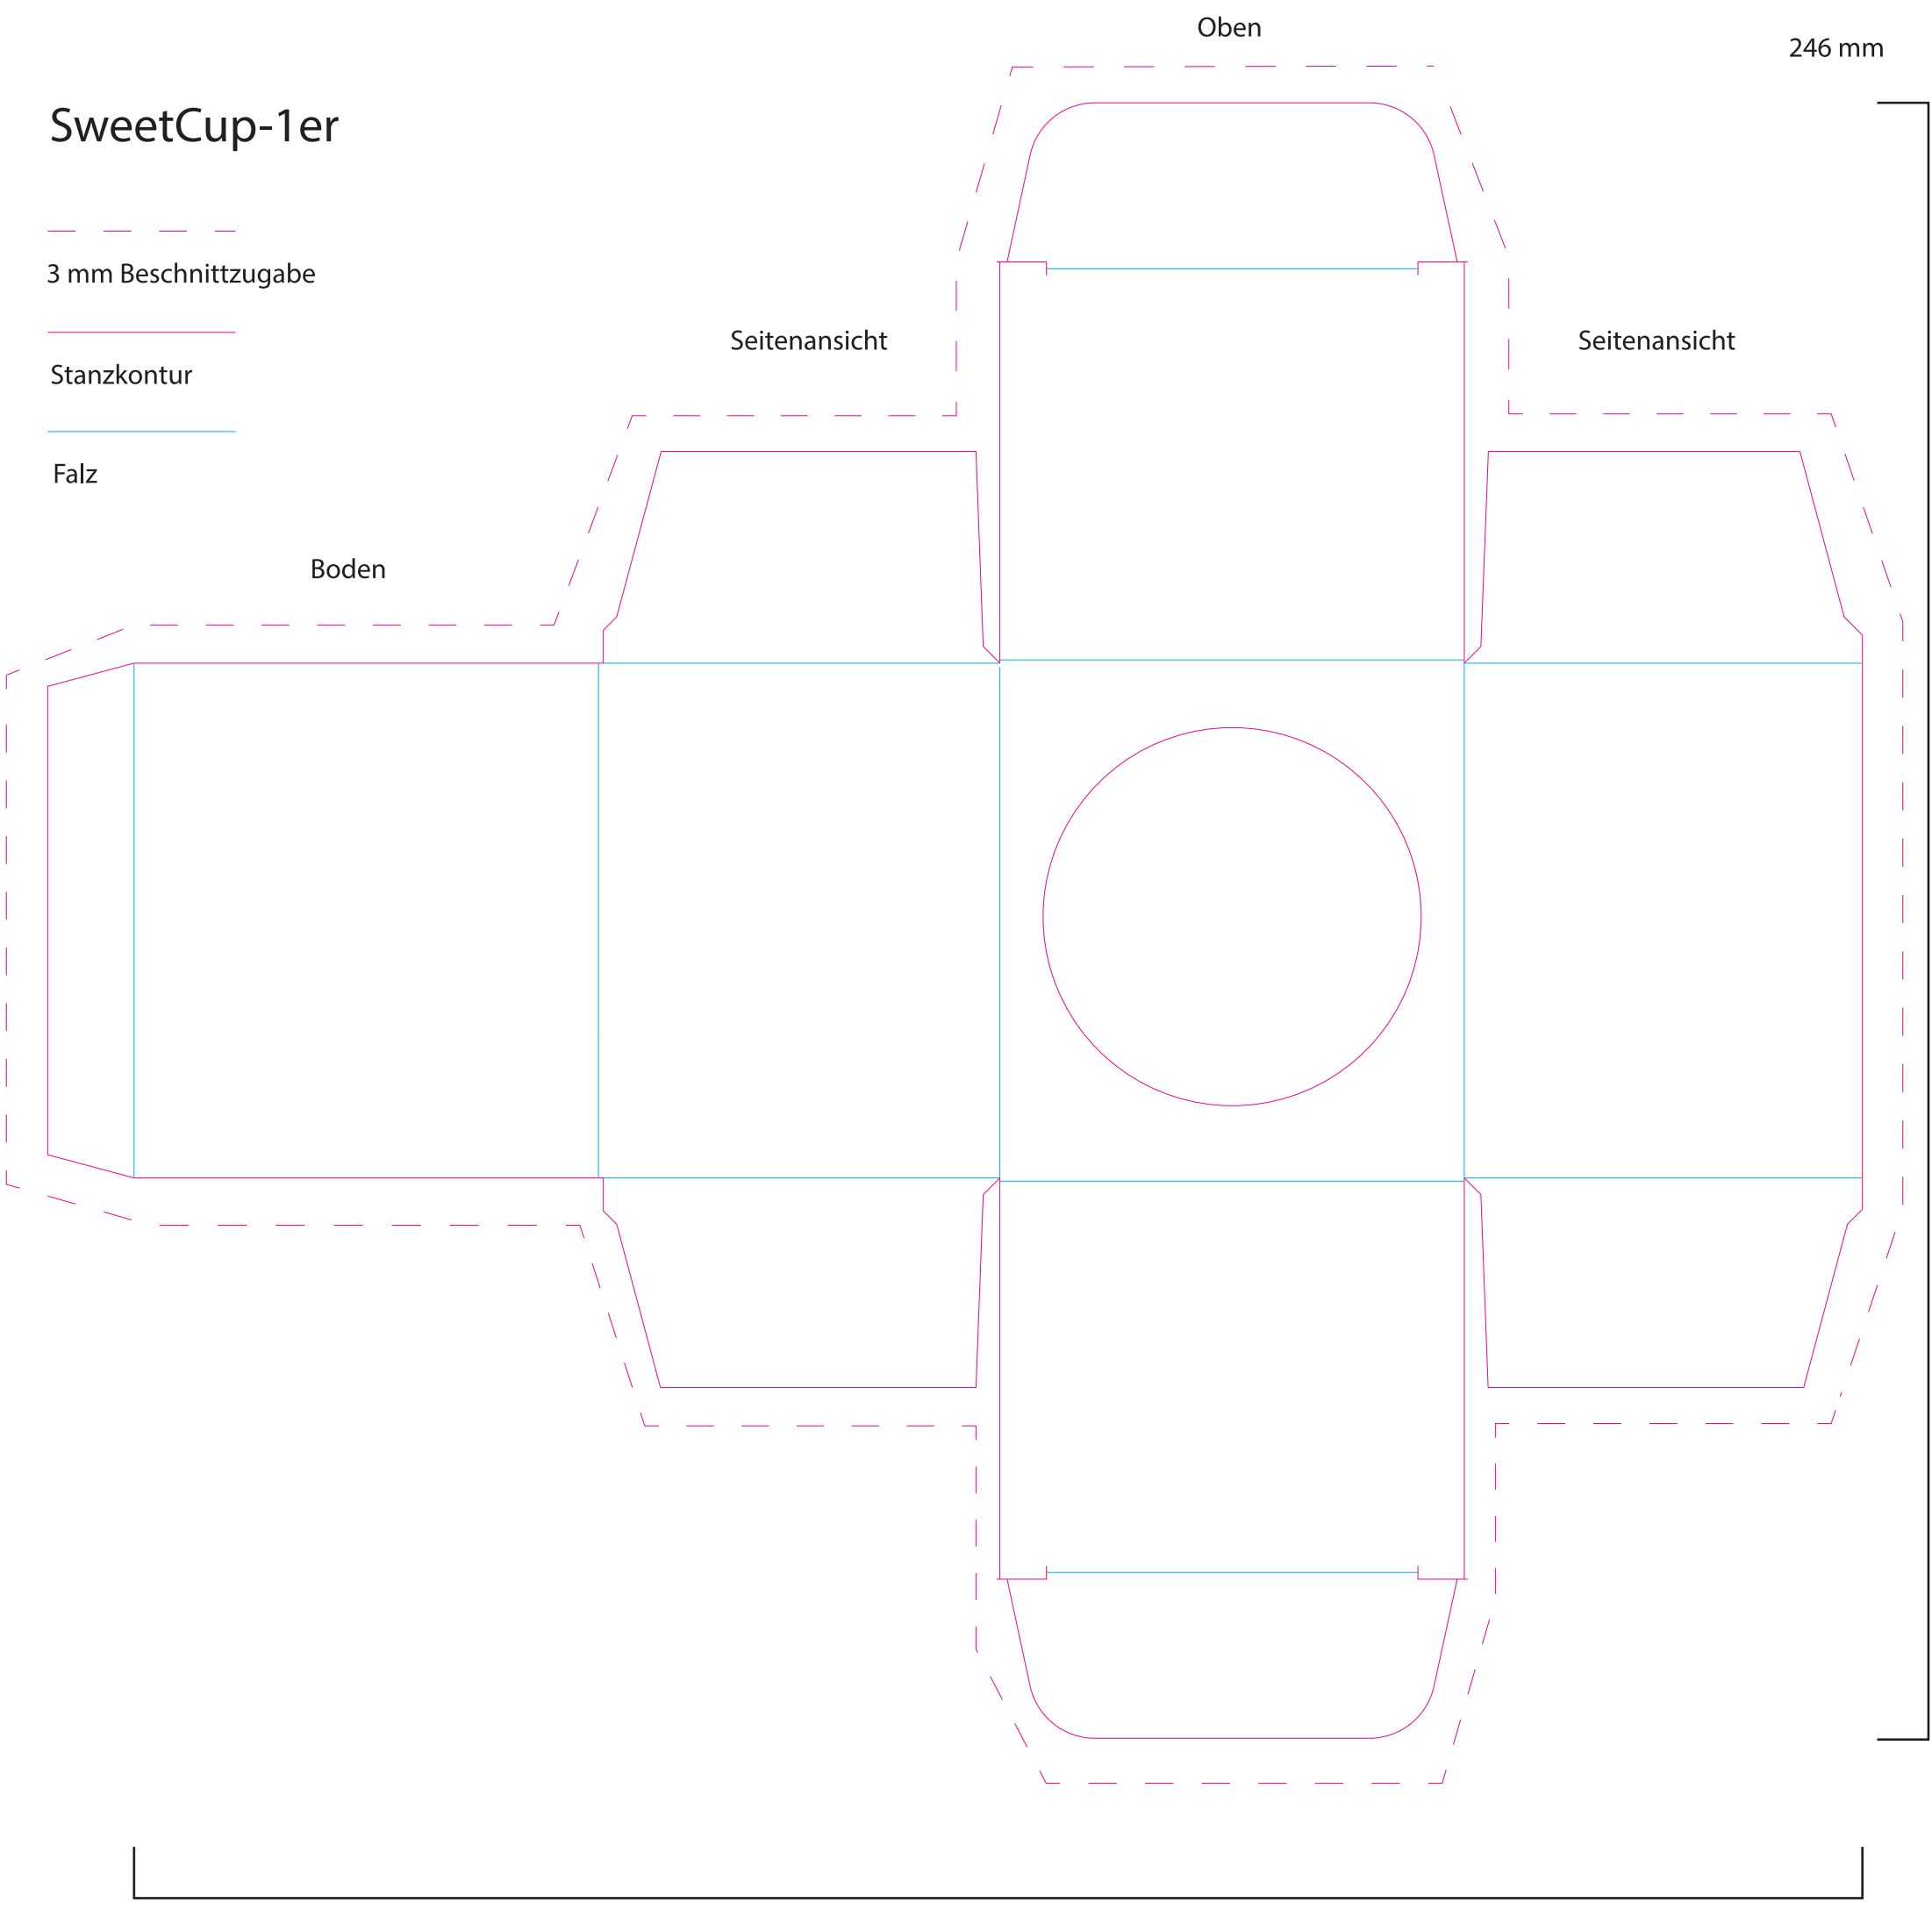 Oben
246 mm
SweetCup-1er
3 mm Beschnittzugabe
Seitenansicht
Seitenansicht
Stanzkontur
Falz
Boden